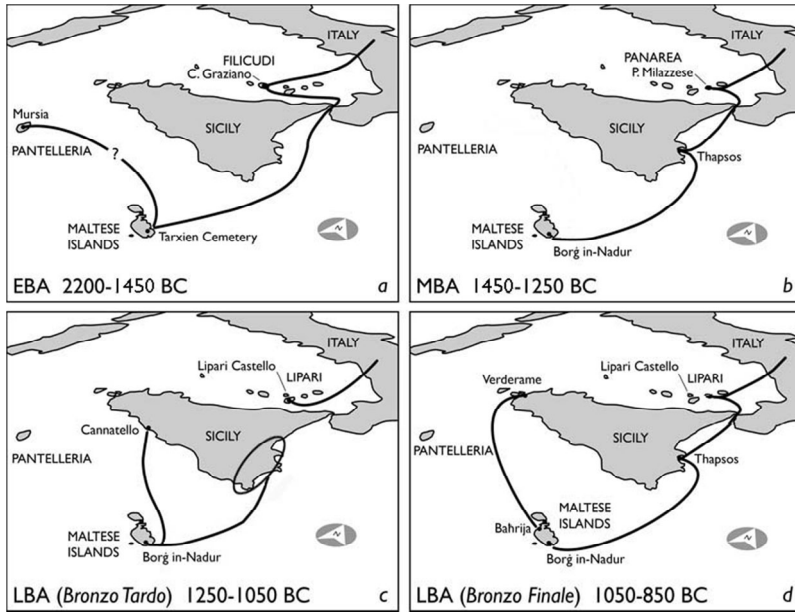 ITALY
FILICUDI
C. Graziano
Mursia
SICILY
PANTELLERIA
?
MALTESE
ISLANDS
Tarxien Cemetery
N
EBA 2200-1450 BC
a
ITALY
PANAREA
P. Milazzese
SICILY
PANTELLERIA
Thapsos
MALTESE
ISLANDS
Borġ in-Nadur
N
MBA 1450-1250 BC
b
ITALY
Lipari Castello
LIPARI
Cannatello
SICILY
PANTELLERIA
MALTESE
ISLANDS
Borġ in-Nadur
N
LBA (Bronzo Tardo) 1250-1050 BC
c
ITALY
Lipari Castello
Verderame
LIPARI
SICILY
PANTELLERIA
Thapsos
MALTESE
ISLANDS
Baħrija
Borġ in-Nadur
N
LBA (Bronzo Finale) 1050-850 BC
d